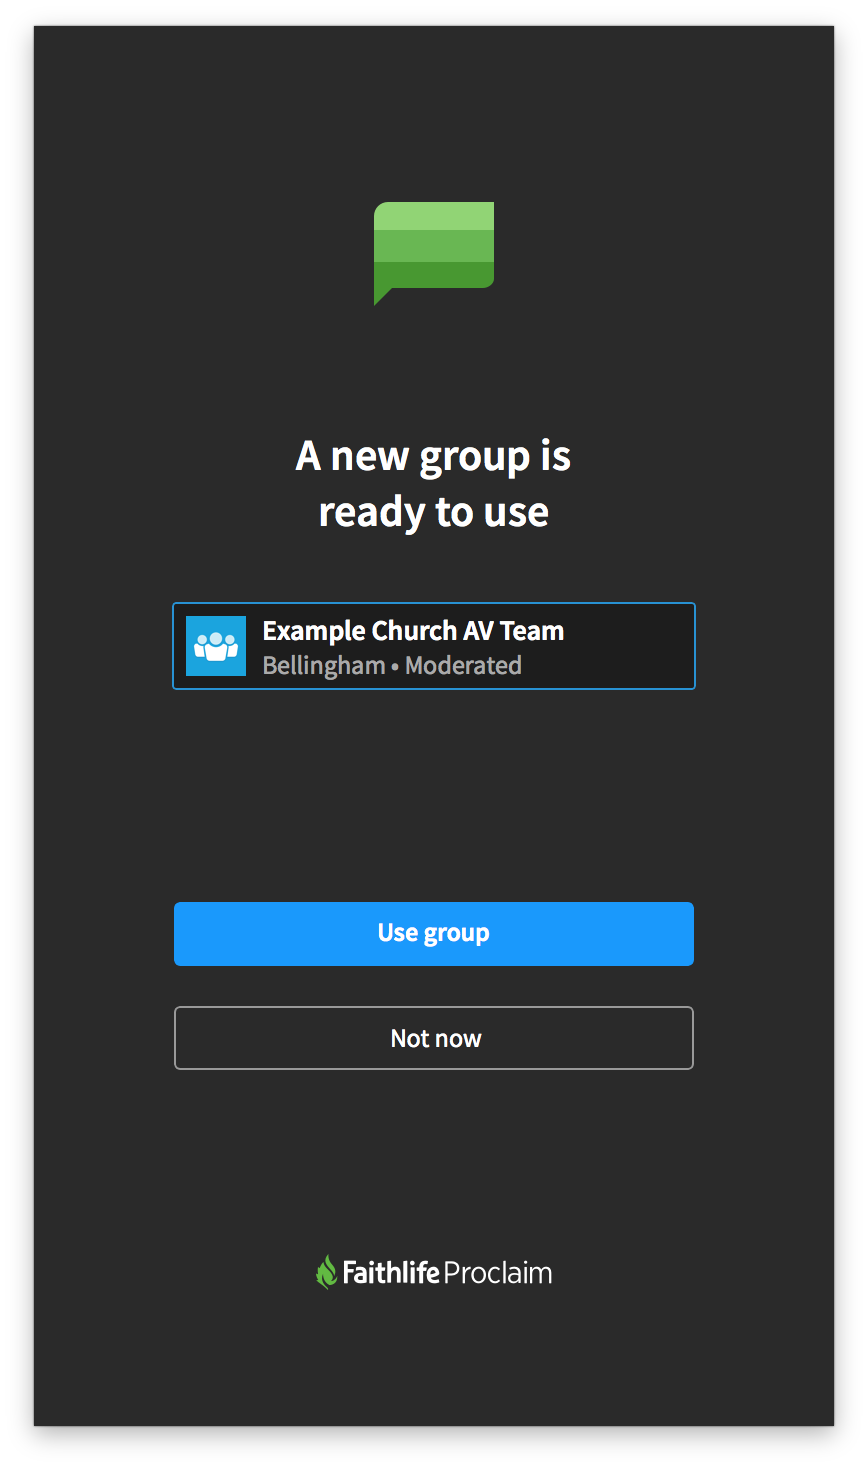 A new group is
ready to use
Example Church AV Team
Bellingham • Moderated
Use group
Not now
Faithlife Proclaim